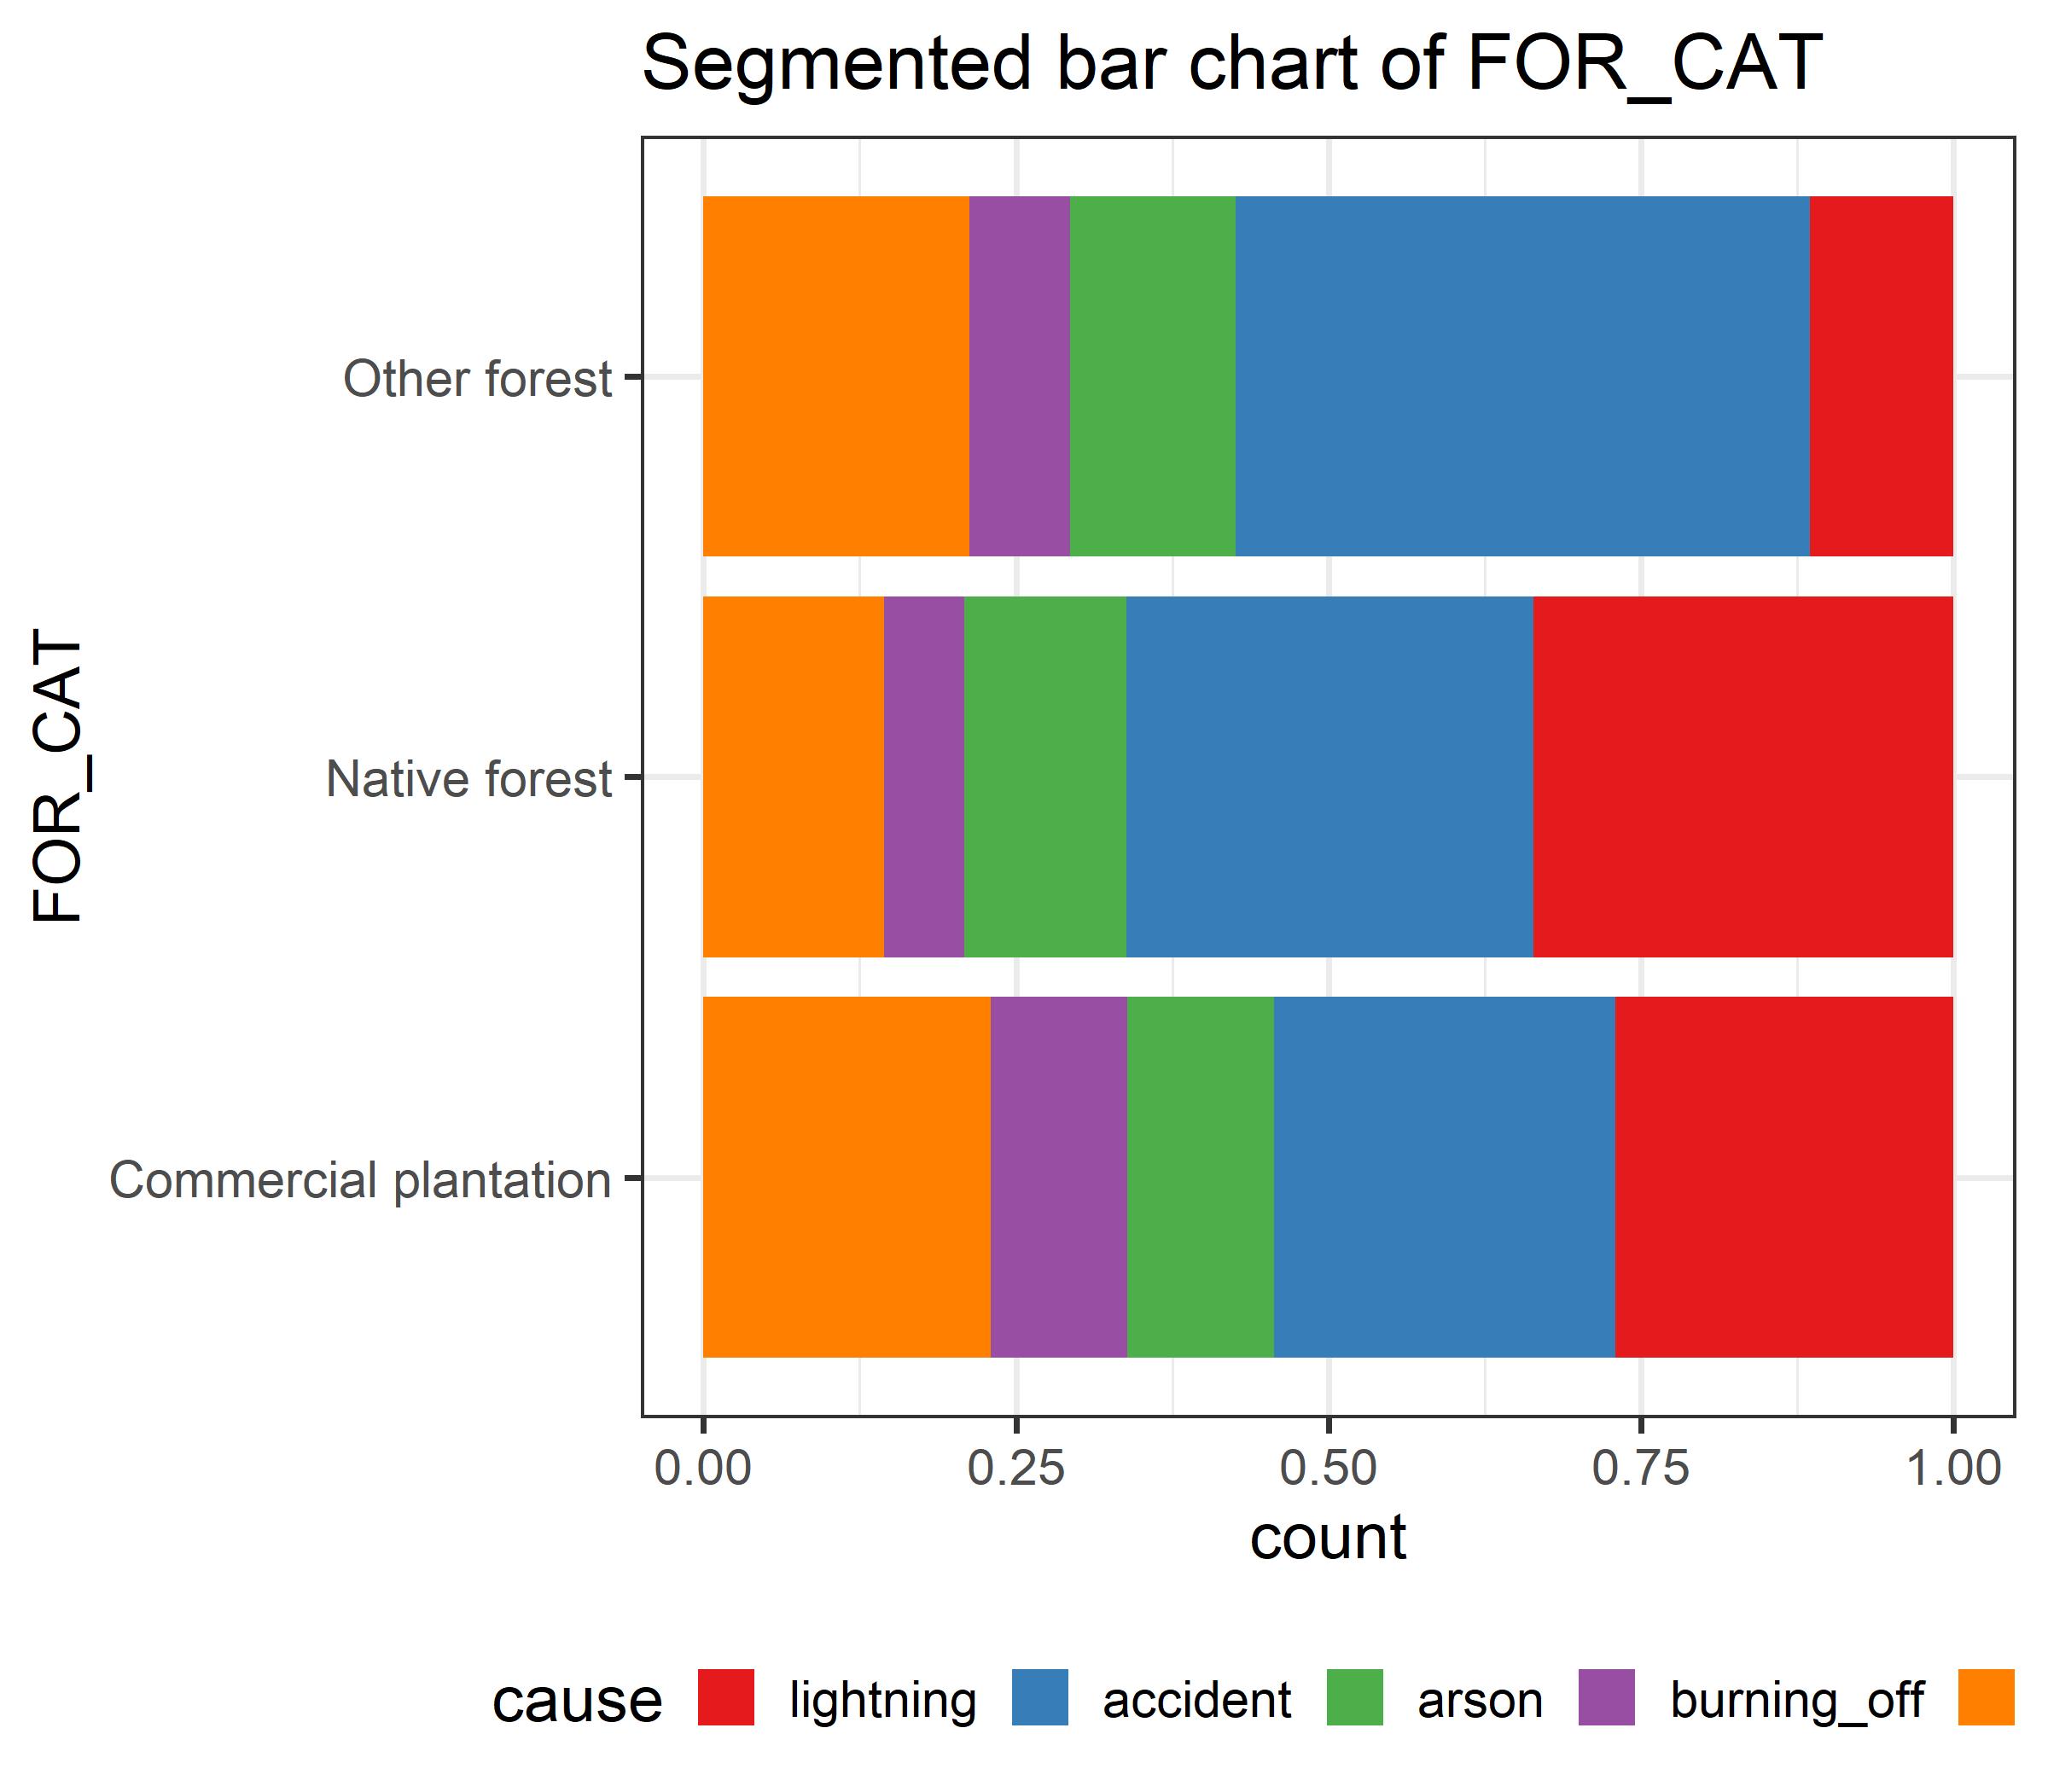 Segmented bar chart of FOR_CAT
FOR_CAT
Other forest
Native forest
Commercial plantation
0.00 0.25 0.50 0.75 1.00
count
cause lightning accident arson burning_off